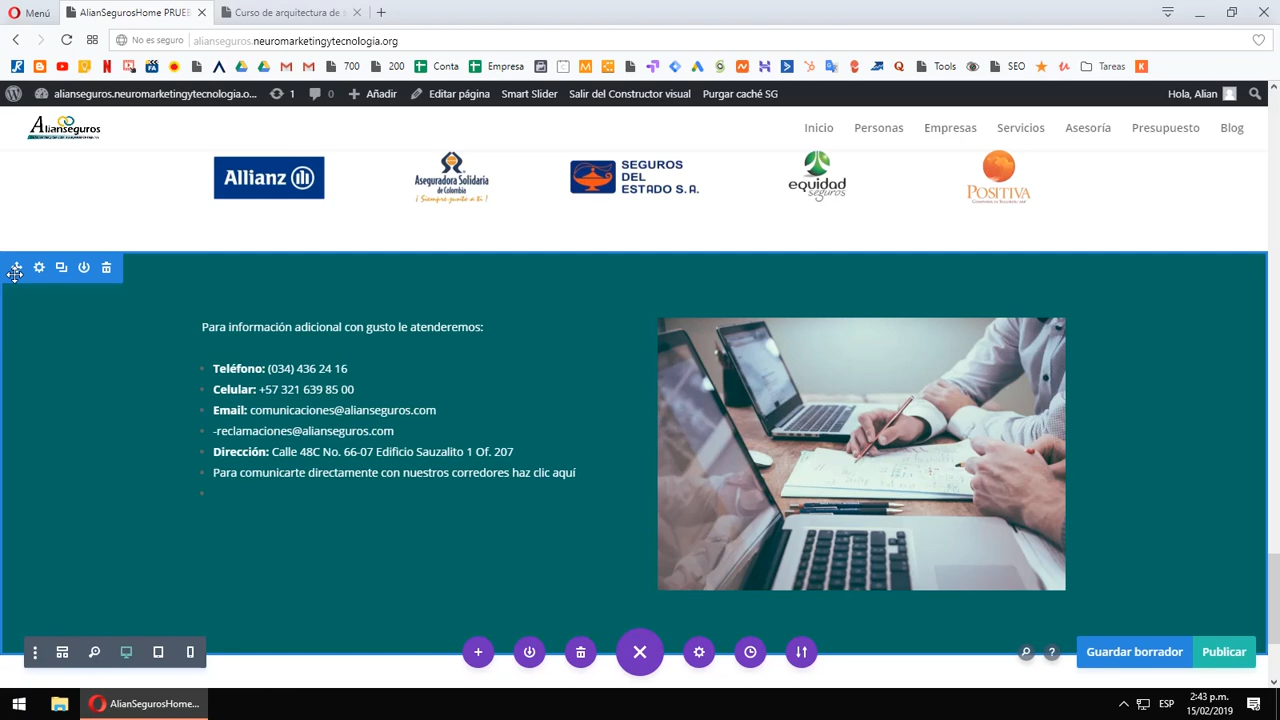 Menú
AlianSegurosHome PRUEB
Curso de arquitectura de s
No es seguro
alianseguros.neuromarketingytecnologia.org
700
200
Conta
Empresa
Tools
SEO
Tareas
alianseguros.neuromarketingytecnologia.o...
1
0
Añadir
Editar página
Smart Slider
Salir del Constructor visual
Purgar caché SG
Hola, Alian
Alianseguros
Inicio
Personas
Empresas
Servicios
Asesoría
Presupuesto
Blog
Allianz
Aseguradora Solidaria
de Colombia
¡ Siempre junto a ti !
SEGUROS
DEL
ESTADO S.A.
equidad
seguros
POSITIVA
Para información adicional con gusto le atenderemos:
Teléfono: (034) 436 24 16
Celular: +57 321 639 85 00
Email: comunicaciones@alianseguros.com
-reclamaciones@alianseguros.com
Dirección: Calle 48C No. 66-07 Edificio Sauzalito 1 Of. 207
Para comunicarte directamente con nuestros corredores haz clic aquí
Guardar borrador
Publicar
AlianSegurosHome...
ESP
2:43 p.m.
15/02/2019